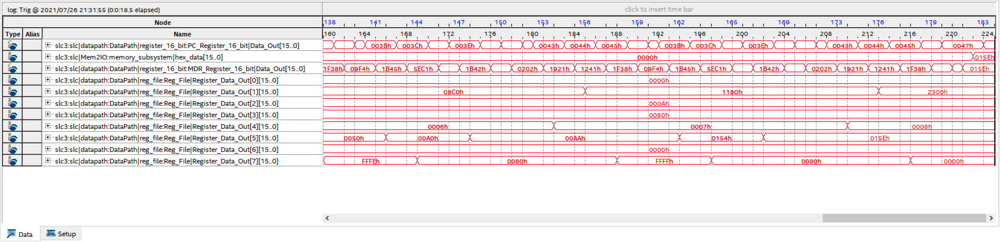 log: Trig @ 2021/07/26 21:31:55 (0:0:18.5 elapsed) click to insert time bar
Node 138 141 144 147 150 153 156 159 162 165 167 169 173 176 179 183
Type Alias Name 160 164 168 172 176 180 184 188 192 196 200 204 208 212 216 220 224
slc3:slc|datapath:DataPath|register_16_bit:PC_Register_16_bit|Data_Out[15..0] 003Bh 003Ch 003Eh 0043h 0044h 0045h 003Bh 003Ch 003Eh 0043h 0044h 0045h 0047h
slc3:slc|Mem2IO:memory_subsystem|hex_data[15..0] 0000h 015Eh
slc3:slc|datapath:DataPath|register_16_bit:MDR_Register_16_bit|Data_Out[15..0] 1F38h 09F4h 1B45h 5EC1h 1B42h 0202h 1921h 1241h 1F38h 09F4h 1B45h 5EC1h 1B42h 0202h 1921h 1241h 1F38h 015Eh
slc3:slc|datapath:DataPath|reg_file:Reg_File|Register_Data_Out[0][15..0] 0000h
slc3:slc|datapath:DataPath|reg_file:Reg_File|Register_Data_Out[1][15..0] 08C0h 1180h 2300h
slc3:slc|datapath:DataPath|reg_file:Reg_File|Register_Data_Out[2][15..0] 000Ah
slc3:slc|datapath:DataPath|reg_file:Reg_File|Register_Data_Out[3][15..0] 0080h
slc3:slc|datapath:DataPath|reg_file:Reg_File|Register_Data_Out[4][15..0] 0006h 0007h 0008h
slc3:slc|datapath:DataPath|reg_file:Reg_File|Register_Data_Out[5][15..0] 0050h 00A0h 00AAh 0154h 015Eh
slc3:slc|datapath:DataPath|reg_file:Reg_File|Register_Data_Out[6][15..0] 0000h
slc3:slc|datapath:DataPath|reg_file:Reg_File|Register_Data_Out[7][15..0] FFFEh 0080h FFFFh 0080h 0000h
Data Setup